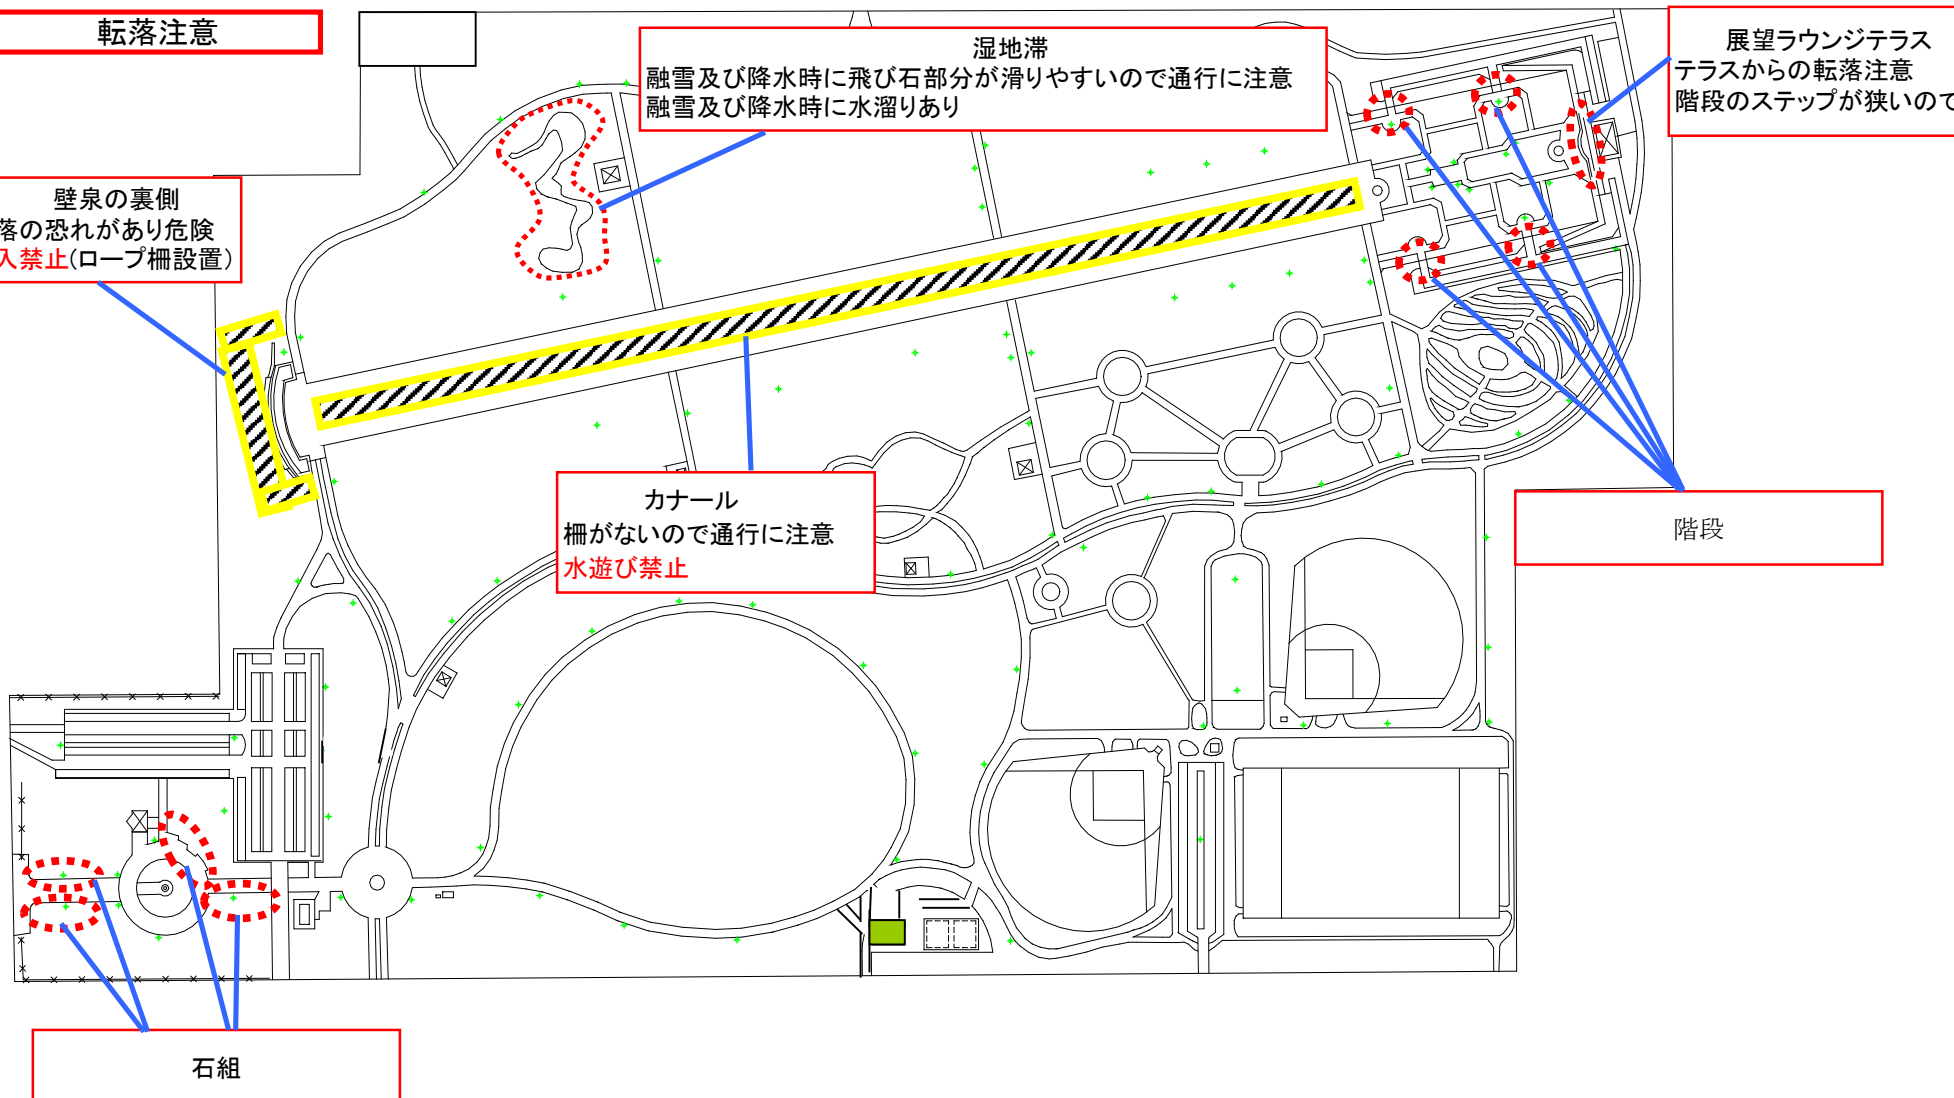 転落注意
湿地滞
融雪及び降水時に飛び石部分が滑りやすいので通行に注意
融雪及び降水時に水溜りあり
展望ラウンジテラス
テラスからの転落注意
階段のステップが狭いので
壁泉の裏側
落の恐れがあり危険
入禁止(ロープ柵設置)
カナール
柵がないので通行に注意
水遊び禁止
階段
石組